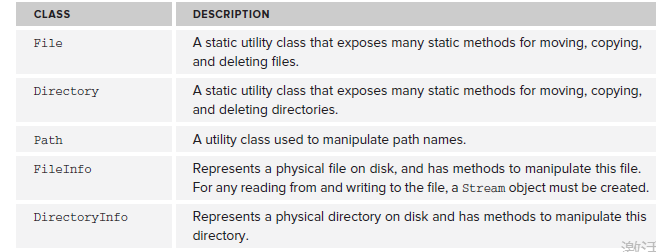 CLASS DESCRIPTION
File A static utility class that exposes many static methods for moving, copying,
and deleting files.
Directory A static utility class that exposes many static methods for moving, copying,
and deleting directories.
Path A utility class used to manipulate path names.
FileInfo Represents a physical file on disk, and has methods to manipulate this file.
For any reading from and writing to the file, a Stream object must be created.
DirectoryInfo Represents a physical directory on disk and has methods to manipulate this
directory.